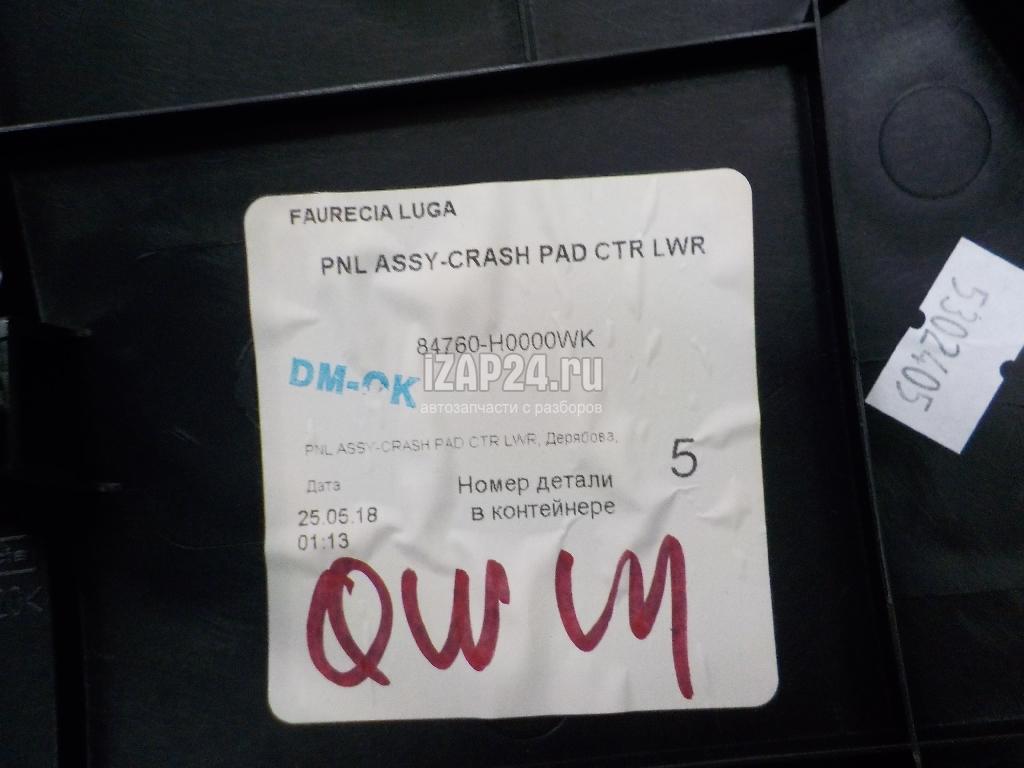 FAURECIA LUGA
PNL ASSY-CRASH PAD CTR LWR
84760-H0000WK
DM-OK
iZAP24.ru
автозапчасти с разборов
PNL ASSY-CRASH PAD CTR LWR, Дерябова,
5
Дата
Номер детали
в контейнере
25.05.18
01:13
QW
5302405